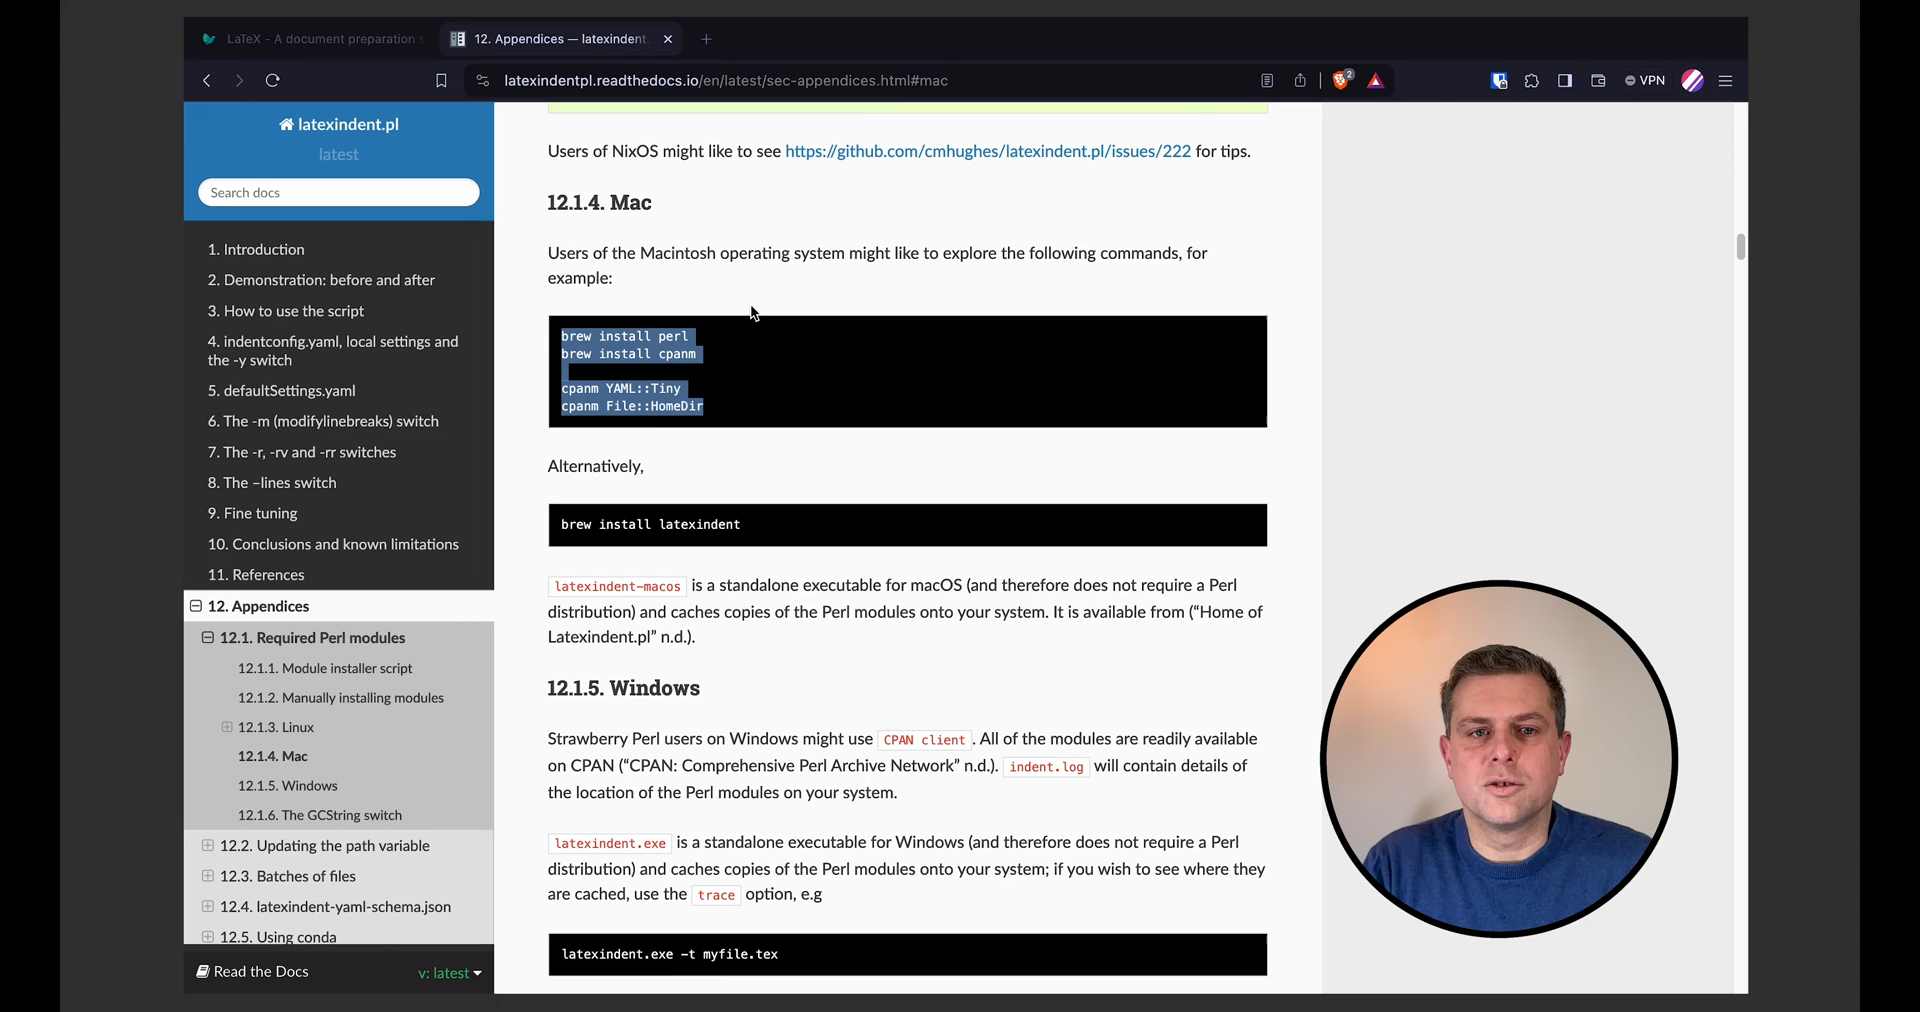 LaTeX - A document preparation s
12. Appendices — latexindent.
latexindentpl.readthedocs.io/en/latest/sec-appendices.html#mac
2
VPN
latexindent.pl
latest
Search docs
1. Introduction
2. Demonstration: before and after
3. How to use the script
4. indentconfig.yaml, local settings and
the -y switch
5. defaultSettings.yaml
6. The -m (modifylinebreaks) switch
7. The -r, -rv and -rr switches
8. The –lines switch
9. Fine tuning
10. Conclusions and known limitations
11. References
12. Appendices
12.1. Required Perl modules
12.1.1. Module installer script
12.1.2. Manually installing modules
12.1.3. Linux
12.1.4. Mac
12.1.5. Windows
12.1.6. The GCString switch
12.2. Updating the path variable
12.3. Batches of files
12.4. latexindent-yaml-schema.json
12.5. Using conda
Read the Docs
v: latest
Users of NixOS might like to see https://github.com/cmhughes/latexindent.pl/issues/222 for tips.
12.1.4. Mac
Users of the Macintosh operating system might like to explore the following commands, for
example:
brew install perl
brew install cpanm
cpanm YAML::Tiny
cpanm File::HomeDir
Alternatively,
brew install latexindent
latexindent-macos is a standalone executable for macOS (and therefore does not require a Perl
distribution) and caches copies of the Perl modules onto your system. It is available from (“Home of
Latexindent.pl” n.d.).
12.1.5. Windows
Strawberry Perl users on Windows might use CPAN client . All of the modules are readily available
on CPAN (“CPAN: Comprehensive Perl Archive Network” n.d.). indent.log will contain details of
the location of the Perl modules on your system.
latexindent.exe is a standalone executable for Windows (and therefore does not require a Perl
distribution) and caches copies of the Perl modules onto your system; if you wish to see where they
are cached, use the trace option, e.g
latexindent.exe -t myfile.tex